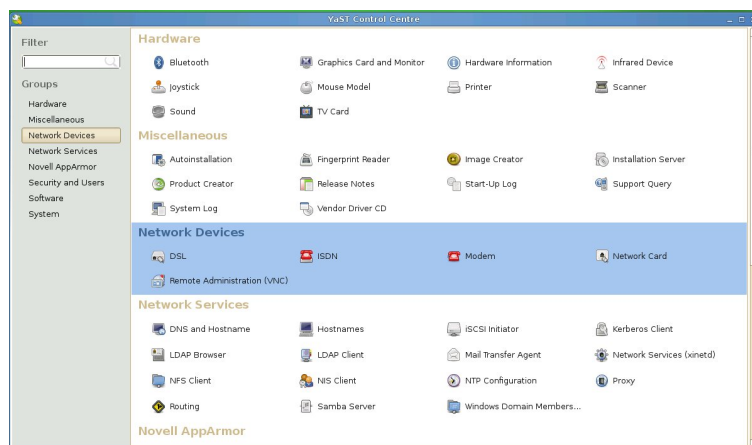 YaST Control Centre
Filter
Groups
Hardware
Miscellaneous
Network Devices
Network Services
Novell AppArmor
Security and Users
Software
System
Hardware
Bluetooth Graphics Card and Monitor Hardware Information Infrared Device
Joystick Mouse Model Printer Scanner
Sound TV Card
Miscellaneous
Autoinstallation Fingerprint Reader Image Creator Installation Server
Product Creator Release Notes Start-Up Log Support Query
System Log Vendor Driver CD
Network Devices
DSL ISDN Modem Network Card
Remote Administration (VNC)
Network Services
DNS and Hostname Hostnames iSCSI Initiator Kerberos Client
LDAP Browser LDAP Client Mail Transfer Agent Network Services (xinetd)
NFS Client NIS Client NTP Configuration Proxy
Routing Samba Server Windows Domain Members...
Novell AppArmor